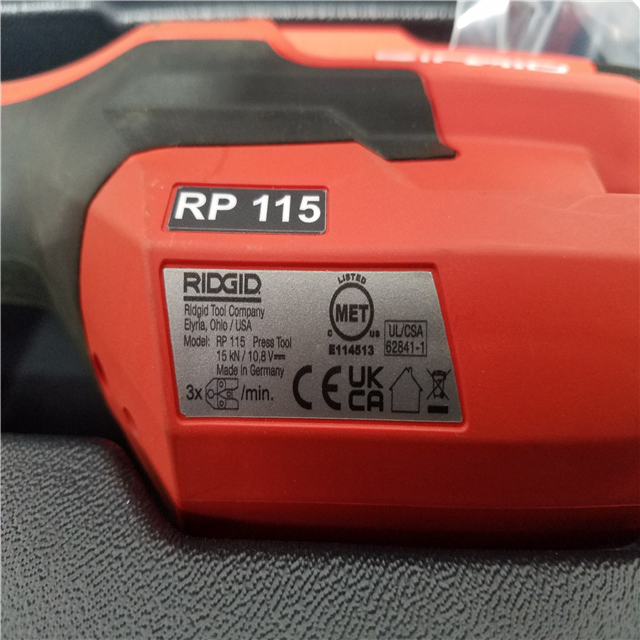 RP 115
RIDGID
Ridgid Tool Company
Elyria, Ohio / USA
Model: RP 115 Press Tool
15 kN / 10,8 V⎓
Made in Germany
3x /min.
LISTED
MET
C US
E114513
UL/CSA
62841-1
CE UK
CA